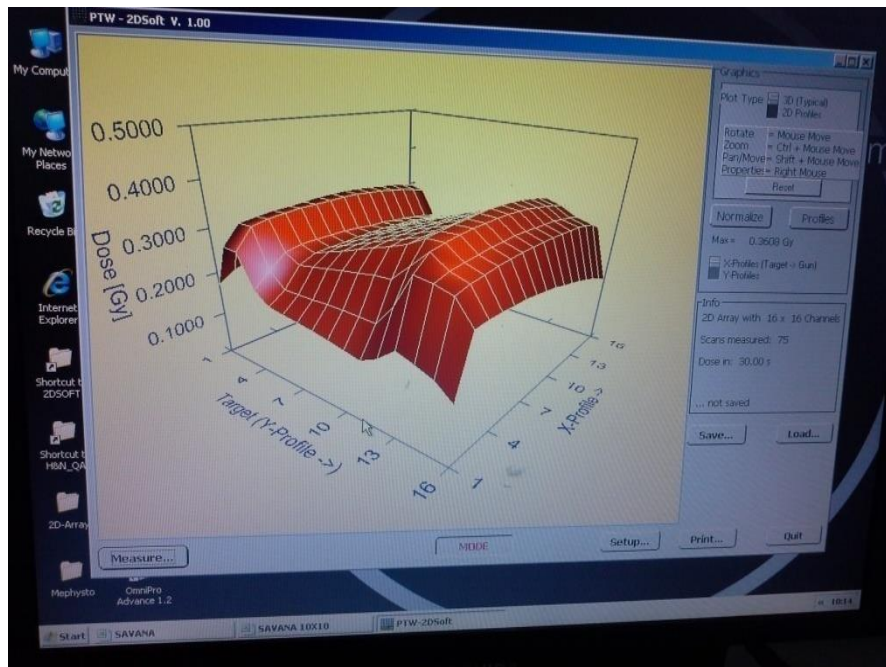 PTW - 2DSoft V. 1.00
My Comput
My Netwo
Places
Recycle Bi
Internet
Explorer
Shortcut t
2DSOFT
Shortcut t
H&N_QA
2D-Array
Mephysto
OmniPro
Advance 1.2
0.5000
0.4000
0.3000
0.2000
0.1000
Dose [Gy]
1
4
7
10
13
16
Target (Y-Profile ->)
1
4
7
10
13
16
X-Profile ->
Graphics
Plot Type
3D (Typical)
2D Profiles
Rotate = Mouse Move
Zoom = Ctrl + Mouse Move
Pan/Move = Shift + Mouse Move
Properties = Right Mouse
Reset
Normalize
Profiles
Max = 0.3608 Gy
X-Profiles (Target -> Gun)
Y-Profiles
Info
2D Array with 16 x 16 Channels
Scans measured: 75
Dose in: 30.00 s
... not saved
Save...
Load...
Measure...
MODE
Setup...
Print...
Quit
Start
SAVANA
SAVANA 10X10
PTW-2DSoft
10:14